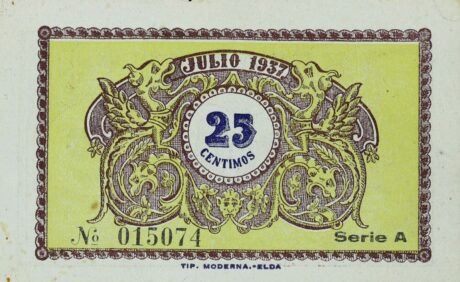 JULIO 1937
25
CENTIMOS
No 015074
Serie A
TIP. MODERNA.-ELDA